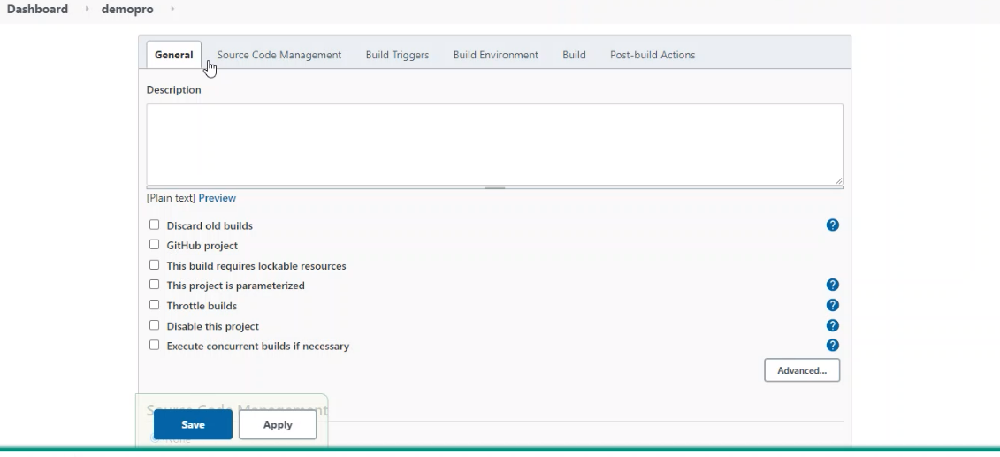 Dashboard demopro
General Source Code Management Build Triggers Build Environment Build Post-build Actions
Description
[Plain text] Preview
Discard old builds ?
GitHub project
This build requires lockable resources
This project is parameterized ?
Throttle builds ?
Disable this project ?
Execute concurrent builds if necessary ?
Advanced...
Source Code Management
Save Apply
None